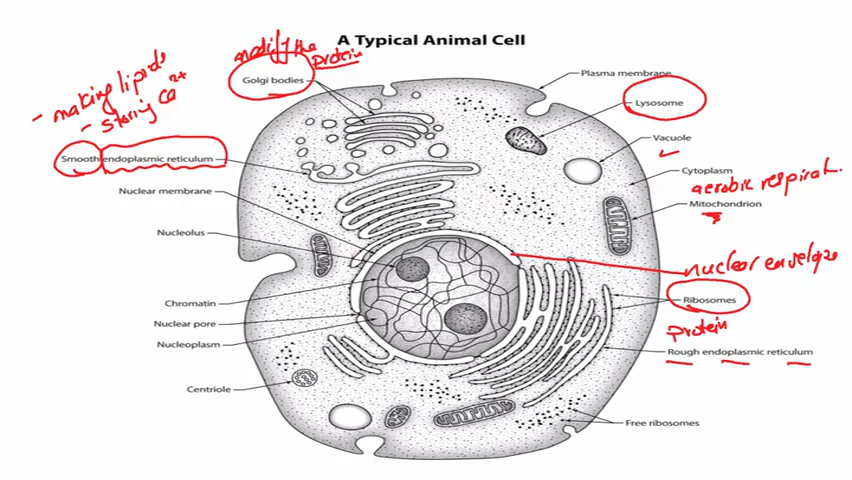 A Typical Animal Cell
modify the
protein
Golgi bodies
Plasma membrane
- making lipids
- storing Ca2+
Lysosome
Vacuole
Smooth endoplasmic reticulum
Cytoplasm
aerobic respirat.
Nuclear membrane
Mitochondrion
Nucleolus
nuclear envelope
Chromatin
Ribosomes
Nuclear pore
protein
Nucleoplasm
Rough endoplasmic reticulum
Centriole
Free ribosomes